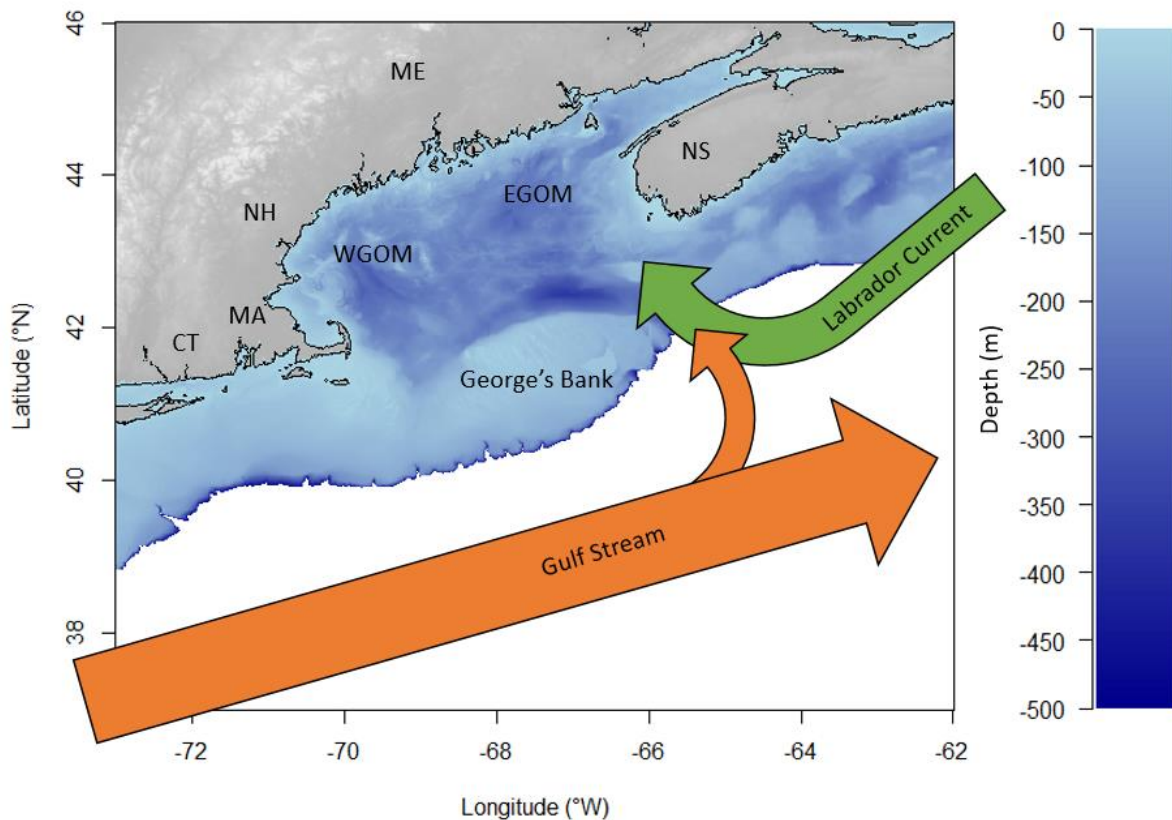 46
44
42
40
38
Latitude (°N)
-72
-70
-68
-66
-64
-62
Longitude (°W)
ME
NH
MA
CT
NS
EGOM
WGOM
George's Bank
Labrador Current
Gulf Stream
0
-50
-100
-150
-200
-250
-300
-350
-400
-450
-500
Depth (m)